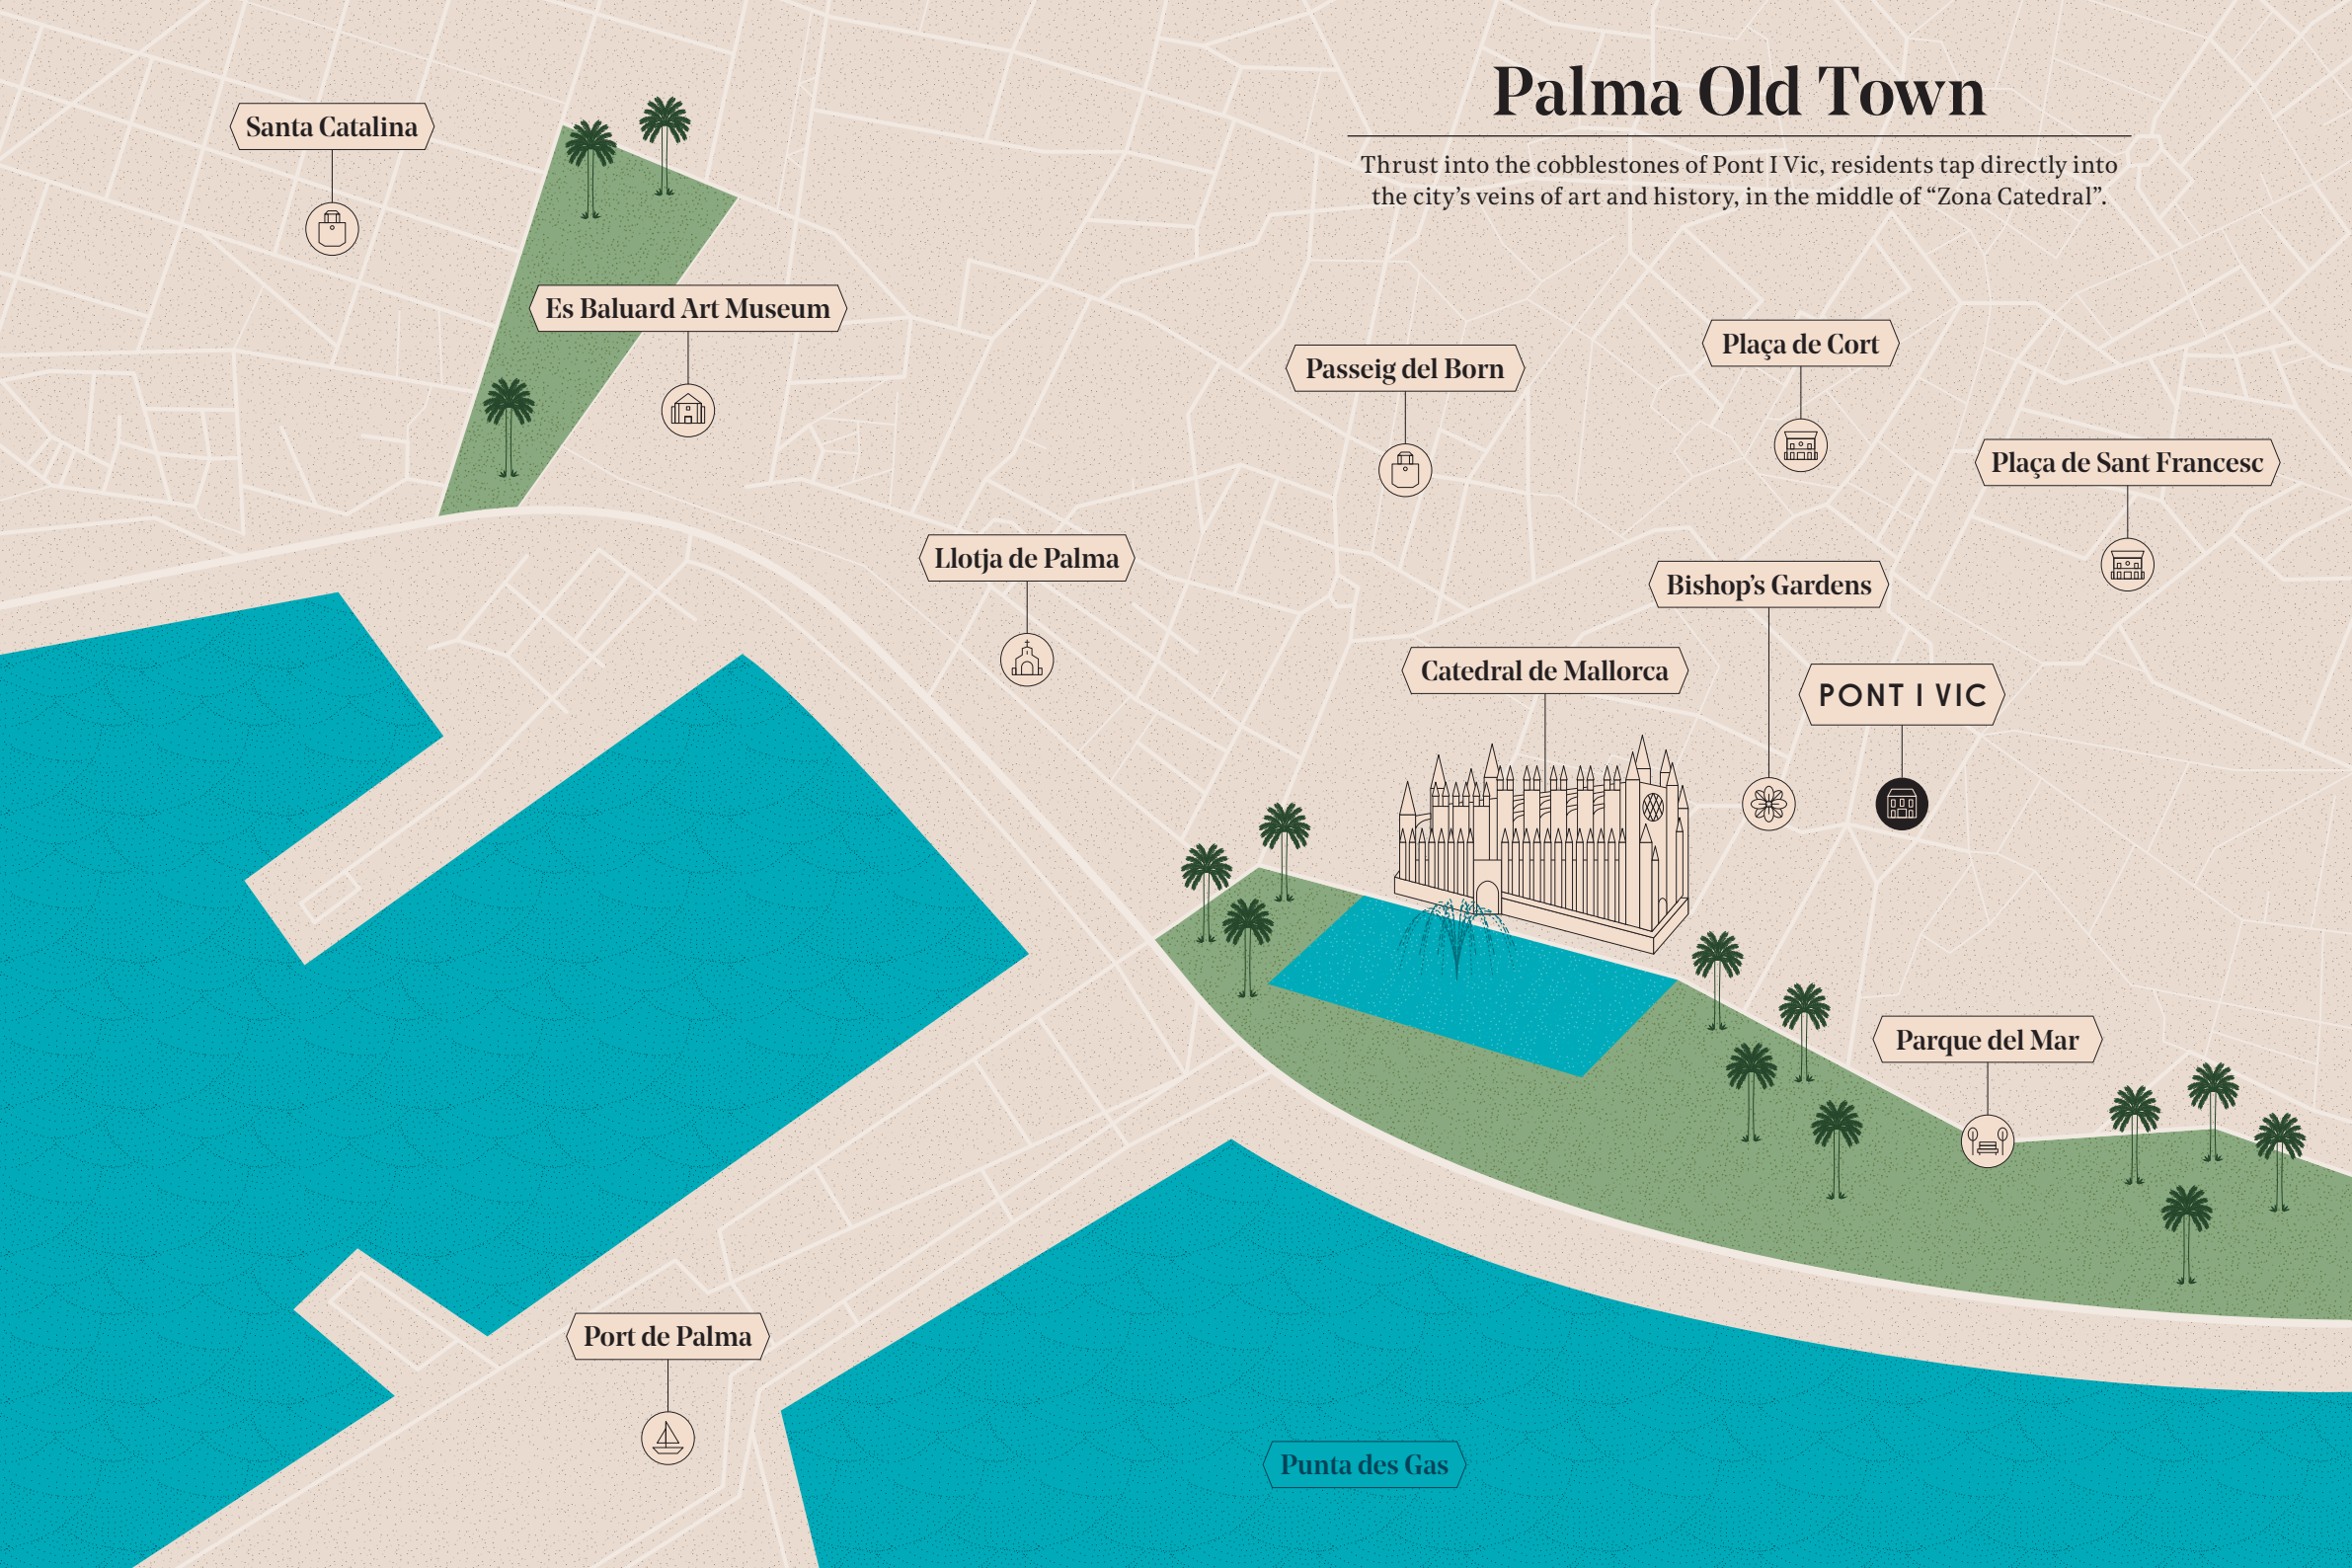 Palma Old Town
Thrust into the cobblestones of Pont I Vic, residents tap directly into
the city’s veins of art and history, in the middle of “Zona Catedral”.
Santa Catalina
Es Baluard Art Museum
Plaça de Cort
Passeig del Born
Plaça de Sant Francesc
Llotja de Palma
Bishop’s Gardens
Catedral de Mallorca
PONT I VIC
Parque del Mar
Port de Palma
Punta des Gas